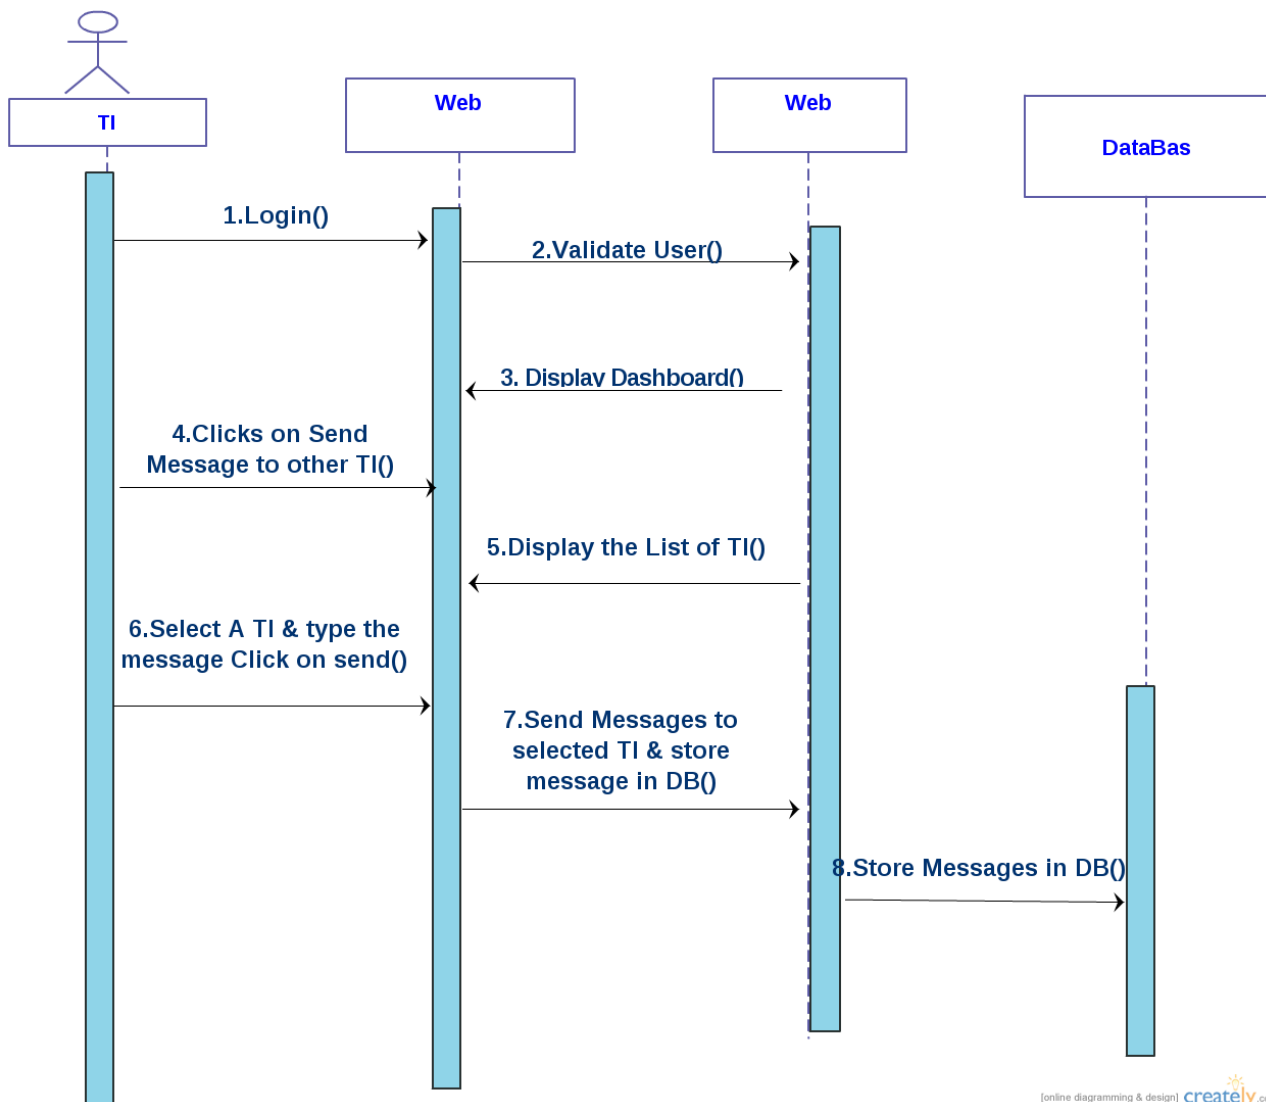 TI
Web
Web
DataBas
1.Login()
2.Validate User()
3. Display Dashboard()
4.Clicks on Send
Message to other TI()
5.Display the List of TI()
6.Select A TI & type the
message Click on send()
7.Send Messages to
selected TI & store
message in DB()
8.Store Messages in DB()
[online diagramming & design] creately.co